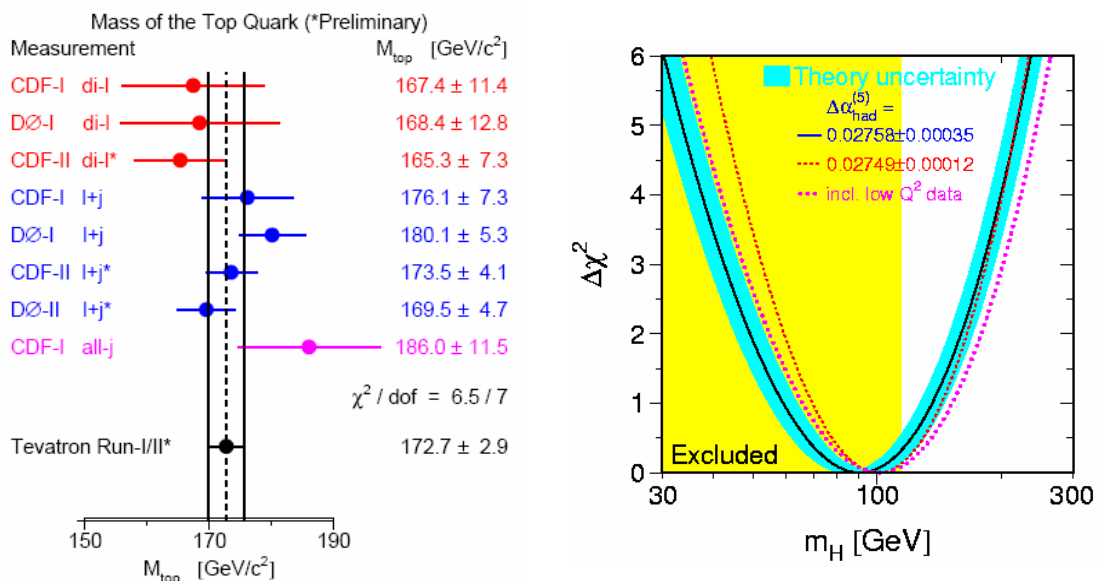 Mass of the Top Quark (*Preliminary)
Measurement M_top [GeV/c²]
CDF-I di-l 167.4 ± 11.4
DØ-I di-l 168.4 ± 12.8
CDF-II di-l* 165.3 ± 7.3
CDF-I l+j 176.1 ± 7.3
DØ-I l+j 180.1 ± 5.3
CDF-II l+j* 173.5 ± 4.1
DØ-II l+j* 169.5 ± 4.7
CDF-I all-j 186.0 ± 11.5
χ² / dof = 6.5 / 7
Tevatron Run-I/II* 172.7 ± 2.9
150 170 190
M_top [GeV/c²]
6
5
4
3
2
1
0
Δχ²
Theory uncertainty
Δα_had^(5) =
0.02758±0.00035
0.02749±0.00012
incl. low Q² data
Excluded
30 100 300
m_H [GeV]